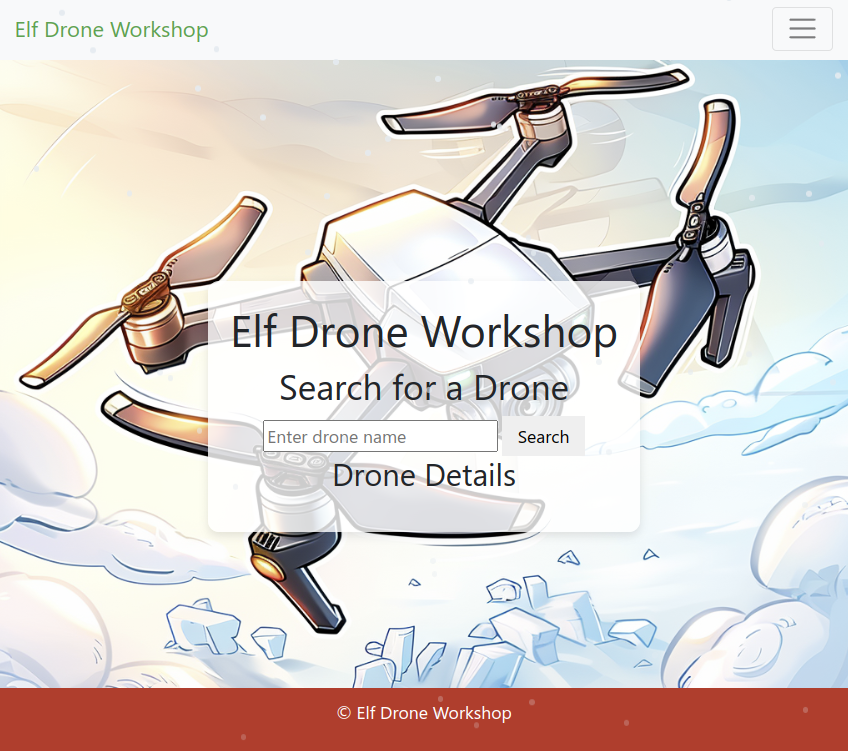 Elf Drone Workshop
Elf Drone Workshop
Search for a Drone
Enter drone name Search
Drone Details
© Elf Drone Workshop